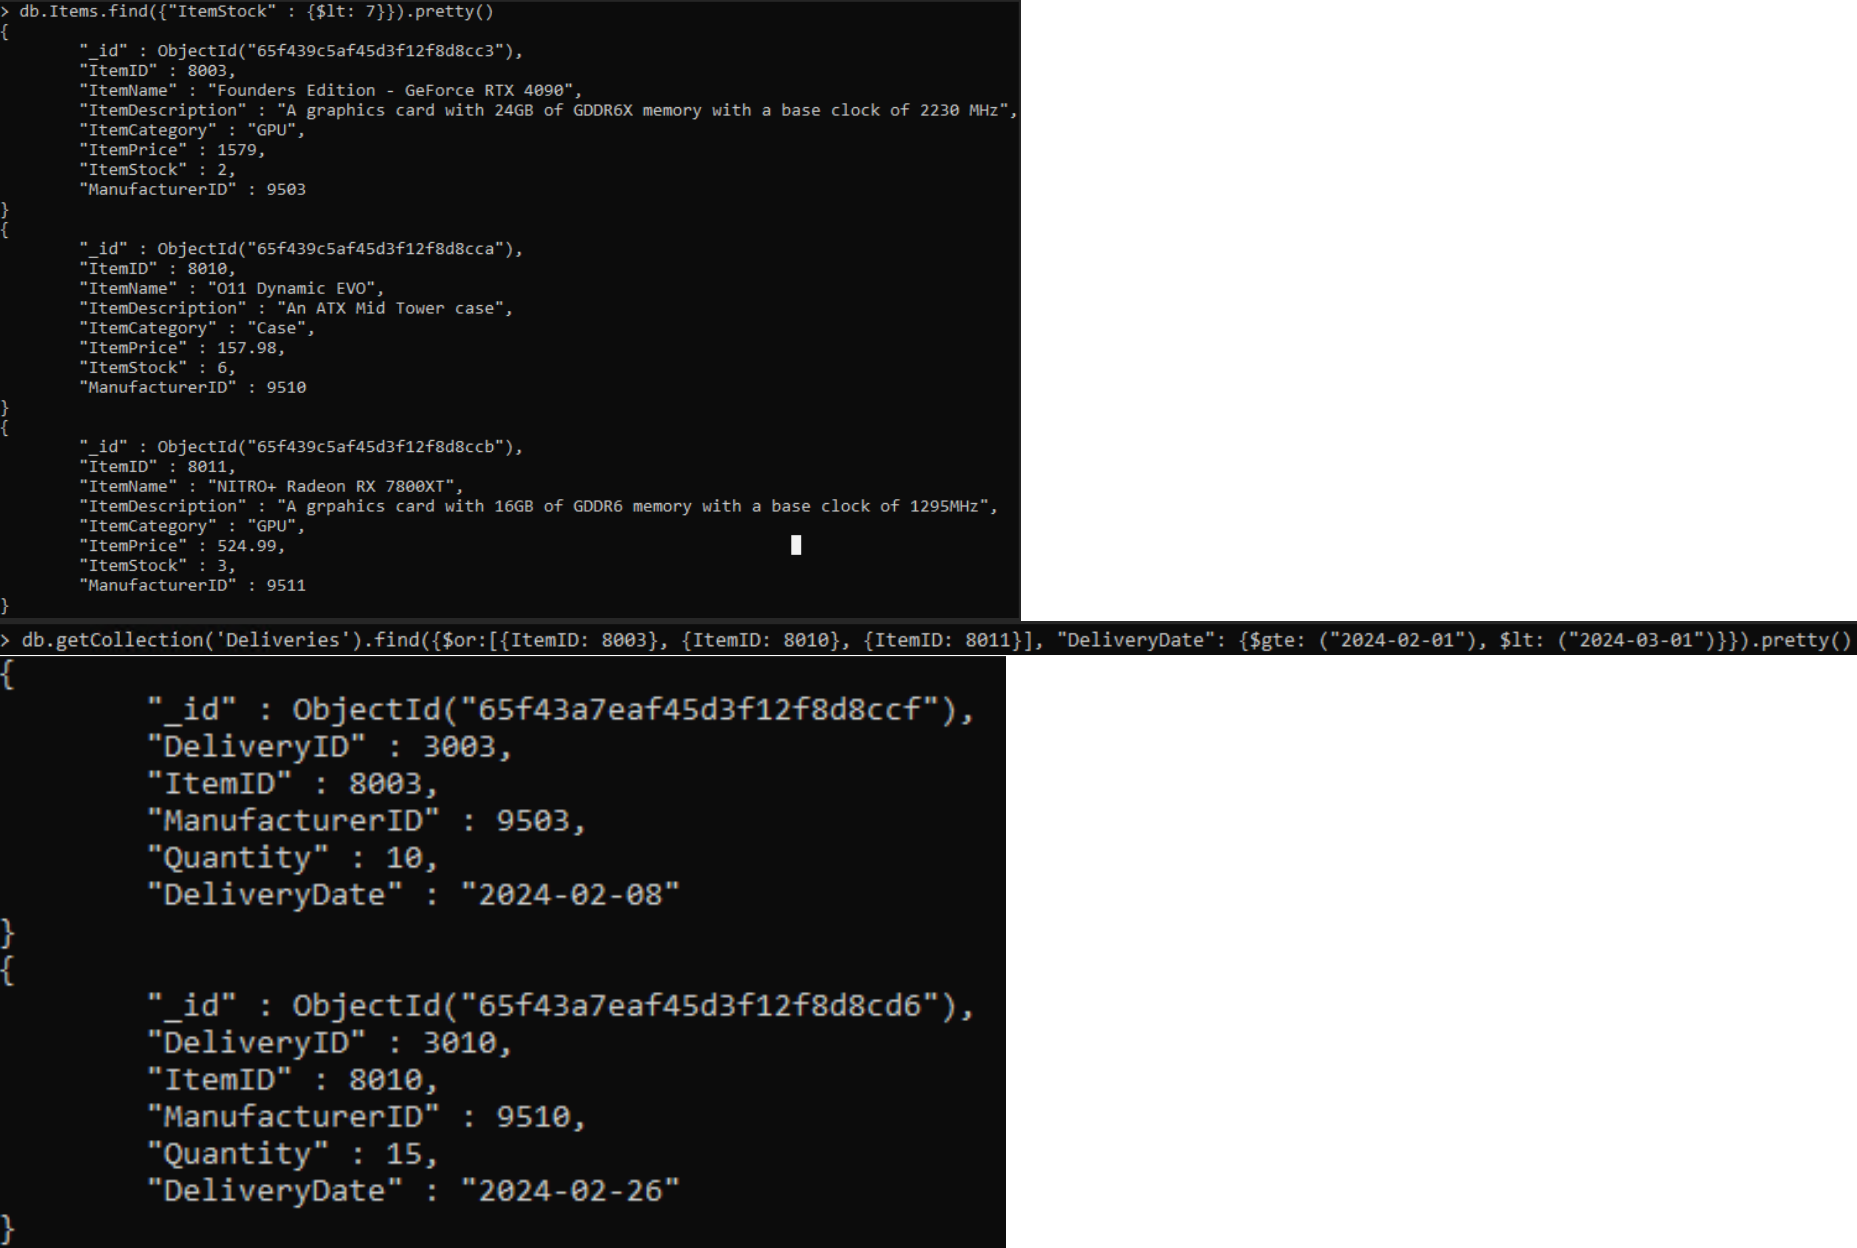 > db.Items.find({"ItemStock" : {$lt: 7}}).pretty()
{
"_id" : ObjectId("65f439c5af45d3f12f8d8cc3"),
"ItemID" : 8003,
"ItemName" : "Founders Edition - GeForce RTX 4090",
"ItemDescription" : "A graphics card with 24GB of GDDR6X memory with a base clock of 2230 MHz",
"ItemCategory" : "GPU",
"ItemPrice" : 1579,
"ItemStock" : 2,
"ManufacturerID" : 9503
}
{
"_id" : ObjectId("65f439c5af45d3f12f8d8cca"),
"ItemID" : 8010,
"ItemName" : "O11 Dynamic EVO",
"ItemDescription" : "An ATX Mid Tower case",
"ItemCategory" : "Case",
"ItemPrice" : 157.98,
"ItemStock" : 6,
"ManufacturerID" : 9510
}
{
"_id" : ObjectId("65f439c5af45d3f12f8d8ccb"),
"ItemID" : 8011,
"ItemName" : "NITRO+ Radeon RX 7800XT",
"ItemDescription" : "A grpahics card with 16GB of GDDR6 memory with a base clock of 1295MHz",
"ItemCategory" : "GPU",
"ItemPrice" : 524.99,
"ItemStock" : 3,
"ManufacturerID" : 9511
}
> db.getCollection('Deliveries').find({$or:[{ItemID: 8003}, {ItemID: 8010}, {ItemID: 8011}], "DeliveryDate": {$gte: ("2024-02-01"), $lt: ("2024-03-01")}}).pretty()
{
"_id" : ObjectId("65f43a7eaf45d3f12f8d8ccf"),
"DeliveryID" : 3003,
"ItemID" : 8003,
"ManufacturerID" : 9503,
"Quantity" : 10,
"DeliveryDate" : "2024-02-08"
}
{
"_id" : ObjectId("65f43a7eaf45d3f12f8d8cd6"),
"DeliveryID" : 3010,
"ItemID" : 8010,
"ManufacturerID" : 9510,
"Quantity" : 15,
"DeliveryDate" : "2024-02-26"
}